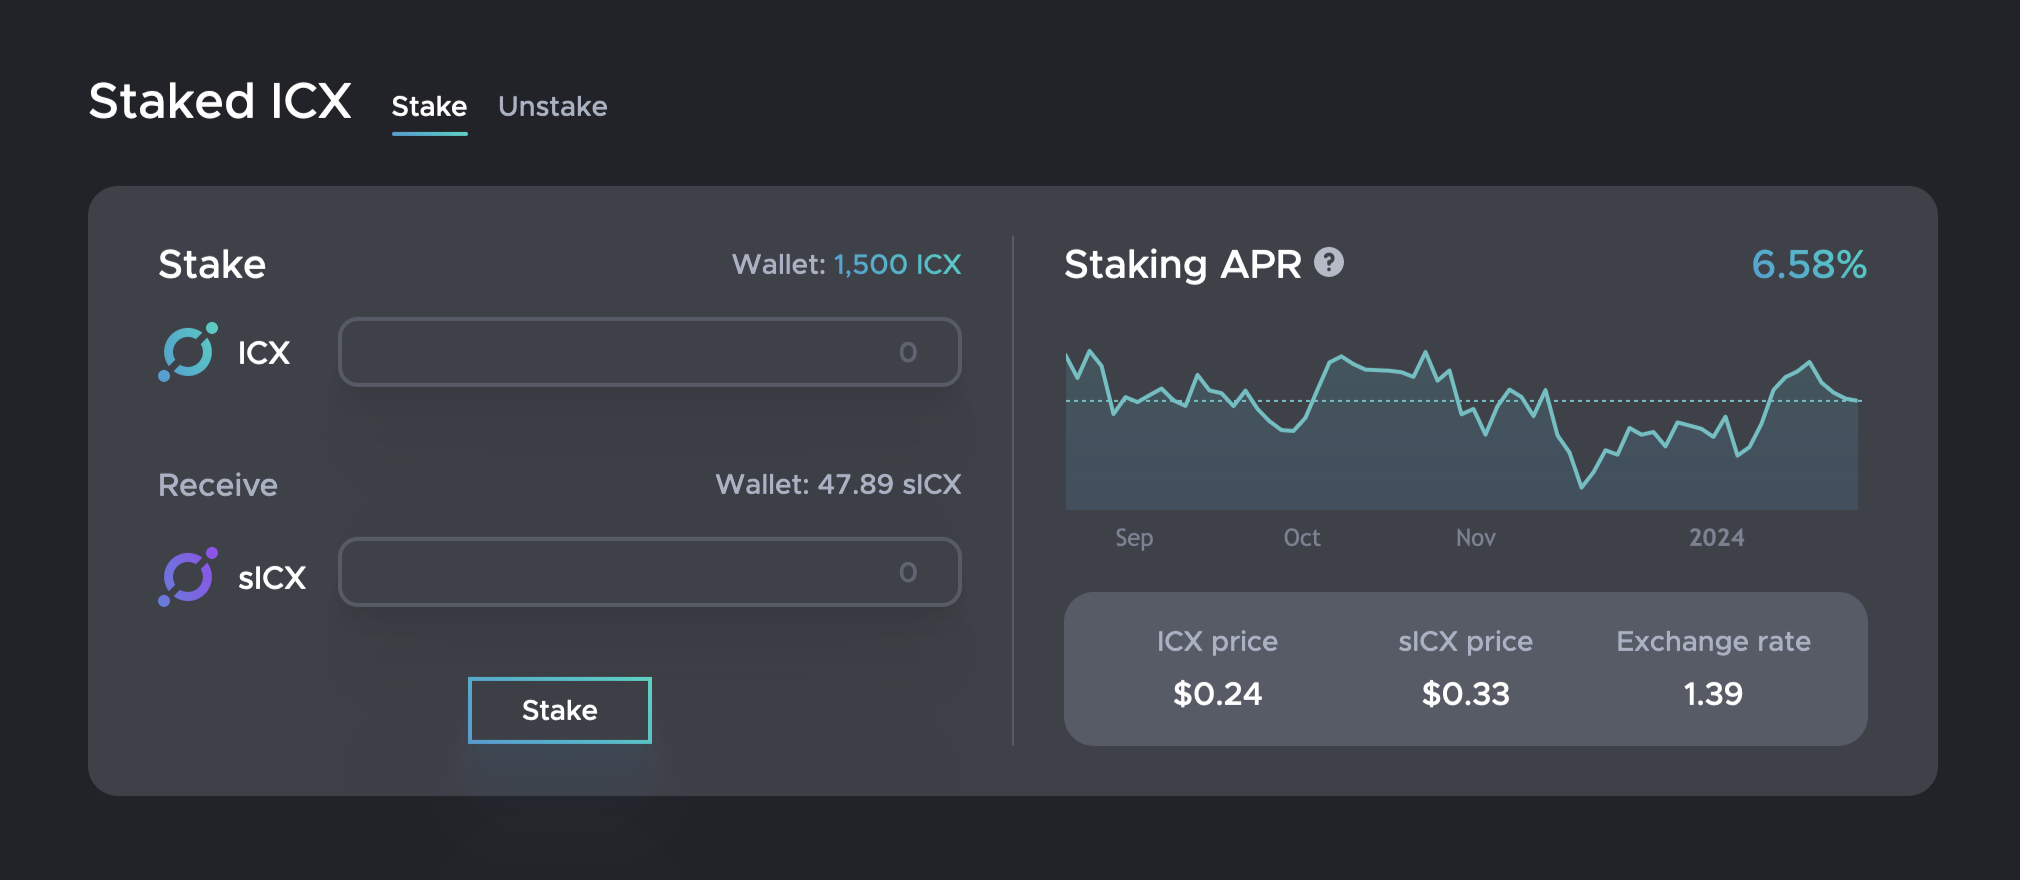 Staked ICX
Stake
Unstake
Stake
Wallet: 1,500 ICX
ICX
0
Receive
Wallet: 47.89 sICX
sICX
0
Stake
Staking APR ?
6.58%
Sep Oct Nov 2024
ICX price
$0.24
sICX price
$0.33
Exchange rate
1.39